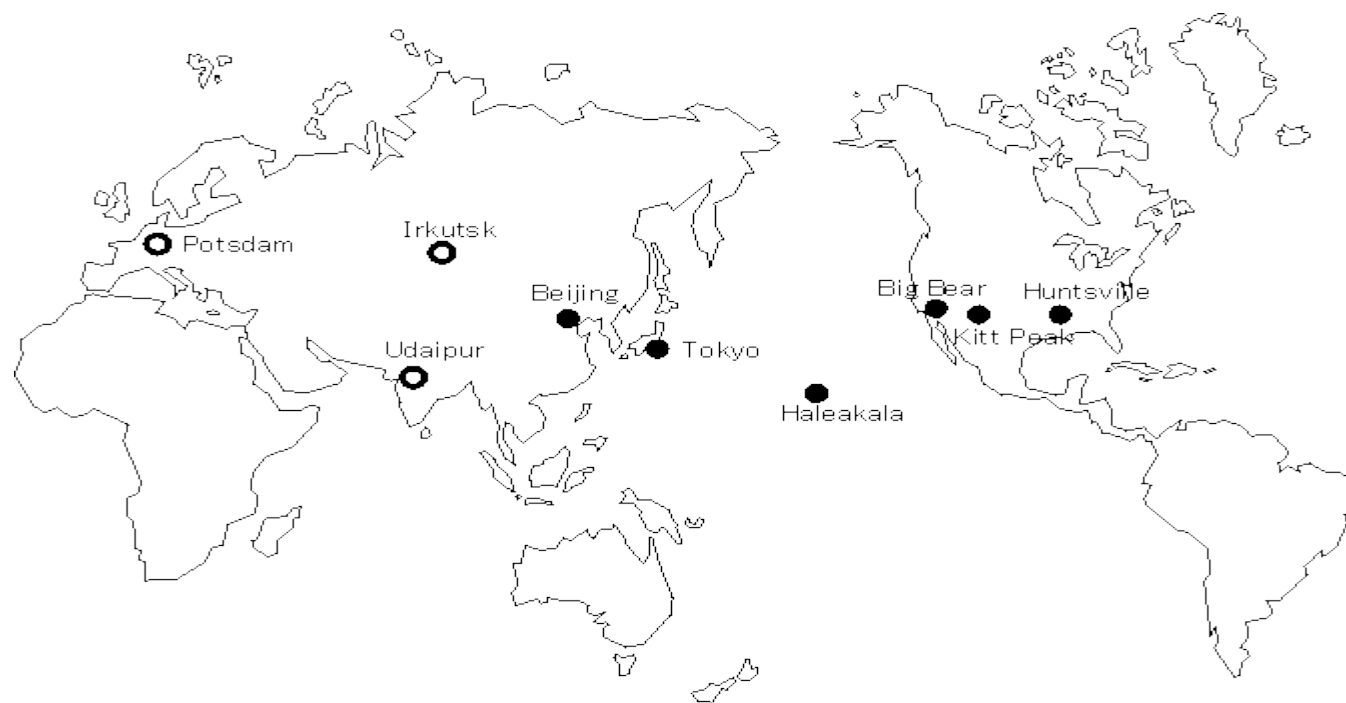 Irkutsk
Potsdam
Beijing
Big Bear
Huntsville
Kitt Peak
Udaipur
Tokyo
Haleakala